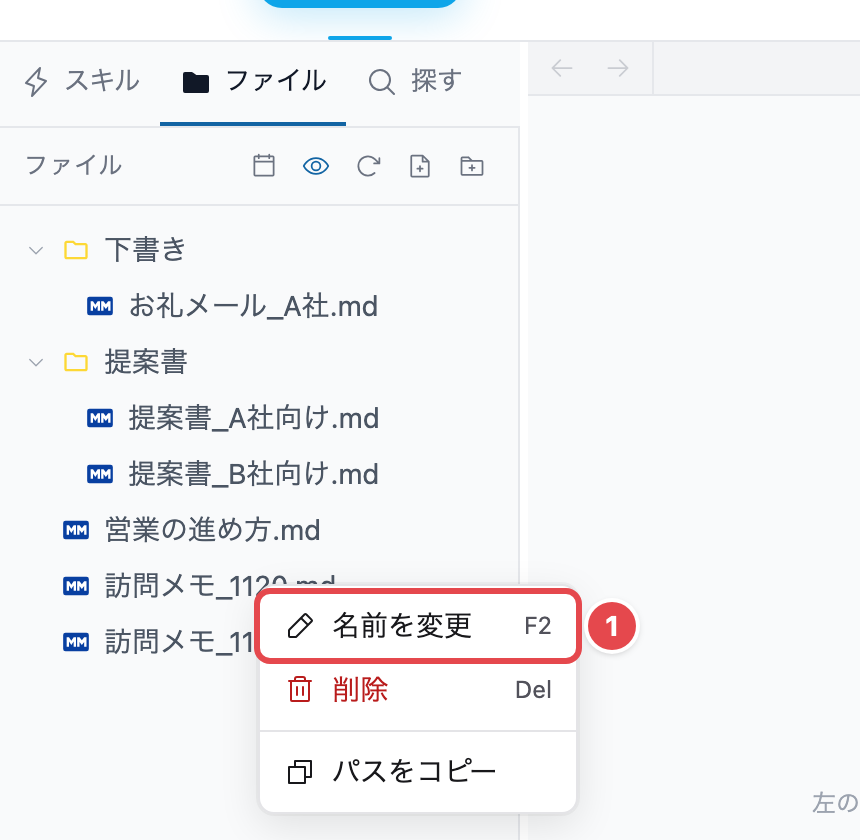 スキル ファイル 探す
ファイル
下書き
MM お礼メール_A社.md
提案書
MM 提案書_A社向け.md
MM 提案書_B社向け.md
MM 営業の進め方.md
MM 訪問メモ_1120.md
MM 訪問メモ_11
名前を変更 F2 1
削除 Del
パスをコピー
左の